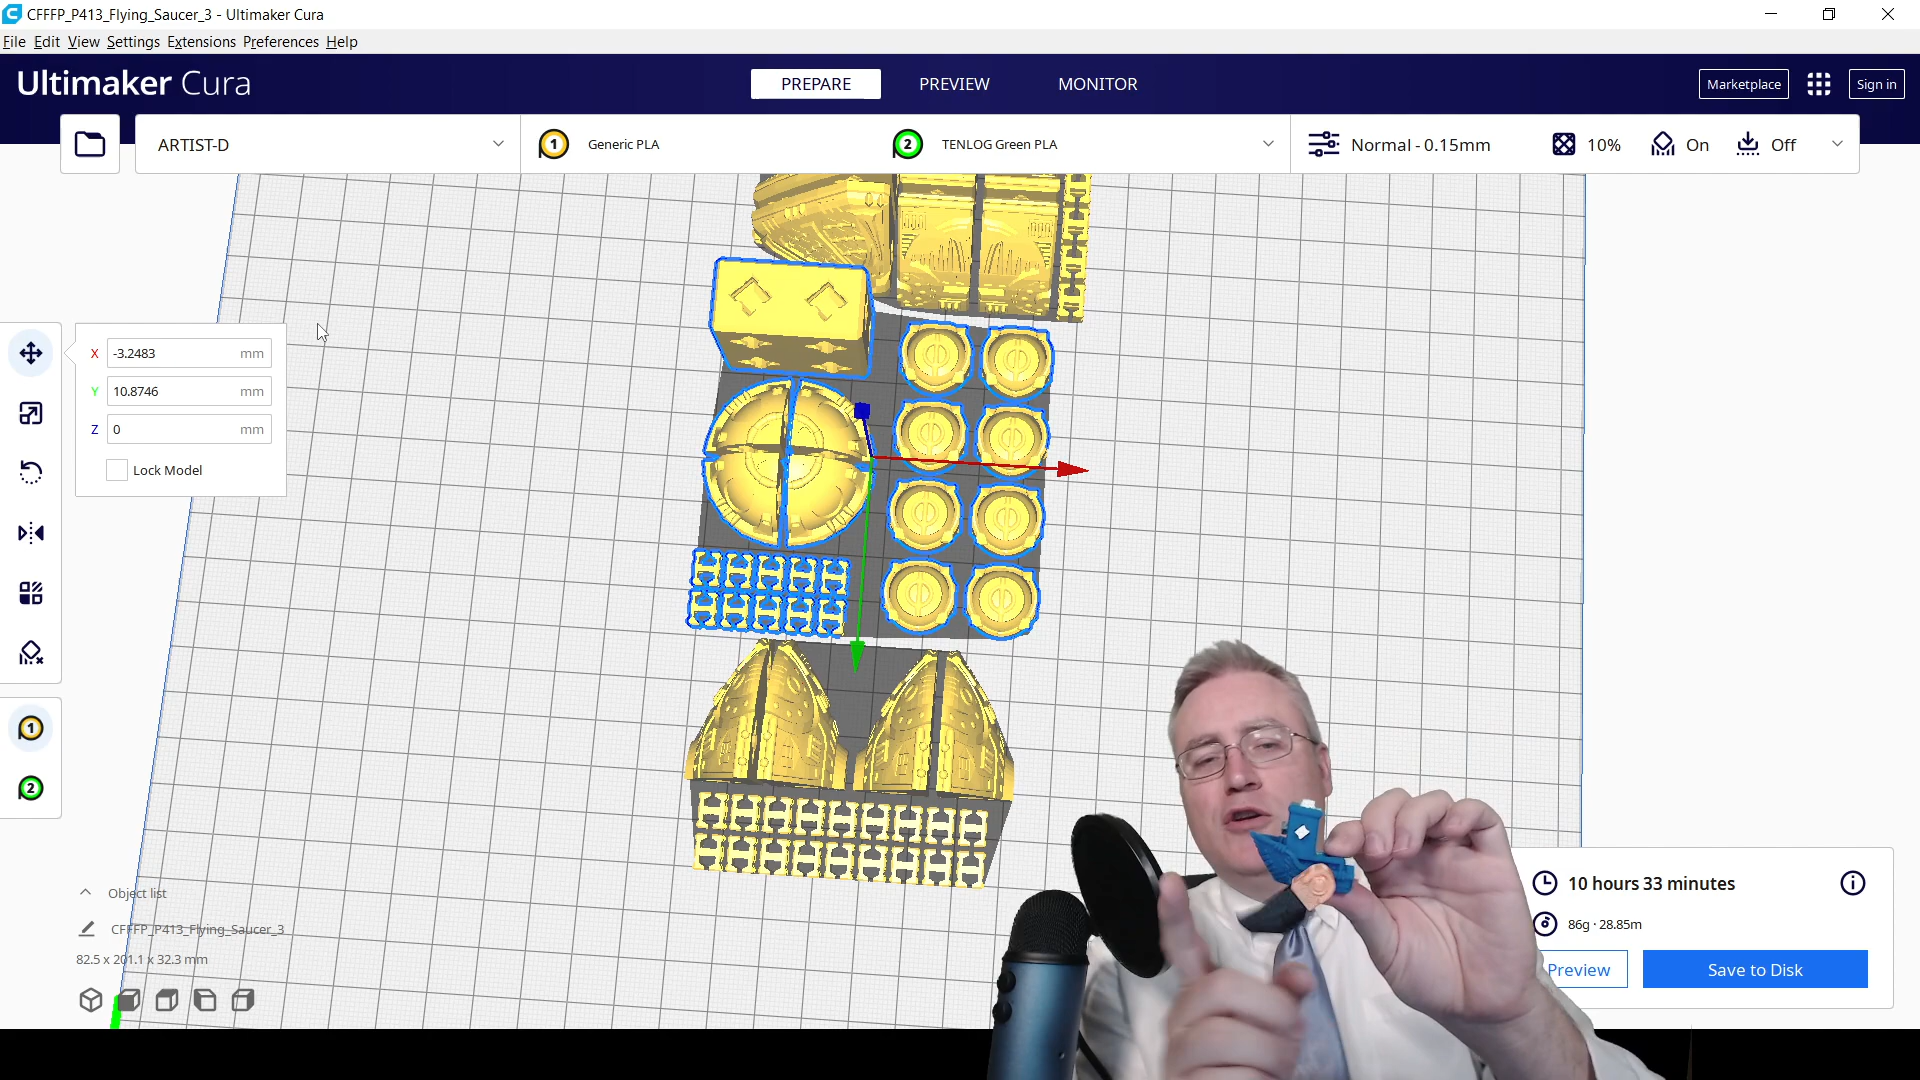 CFFFP_P413_Flying_Saucer_3 - Ultimaker Cura
File Edit View Settings Extensions Preferences Help
Ultimaker Cura
PREPARE PREVIEW MONITOR
Marketplace Sign in
ARTIST-D
1 Generic PLA
2 TENLOG Green PLA
Normal - 0.15mm 10% On Off
X -3.2483 mm
Y 10.8746 mm
Z 0 mm
Lock Model
1
2
Object list
CFFFP_P413_Flying_Saucer_3
82.5 x 201.1 x 32.3 mm
10 hours 33 minutes
86g · 28.85m
Preview Save to Disk